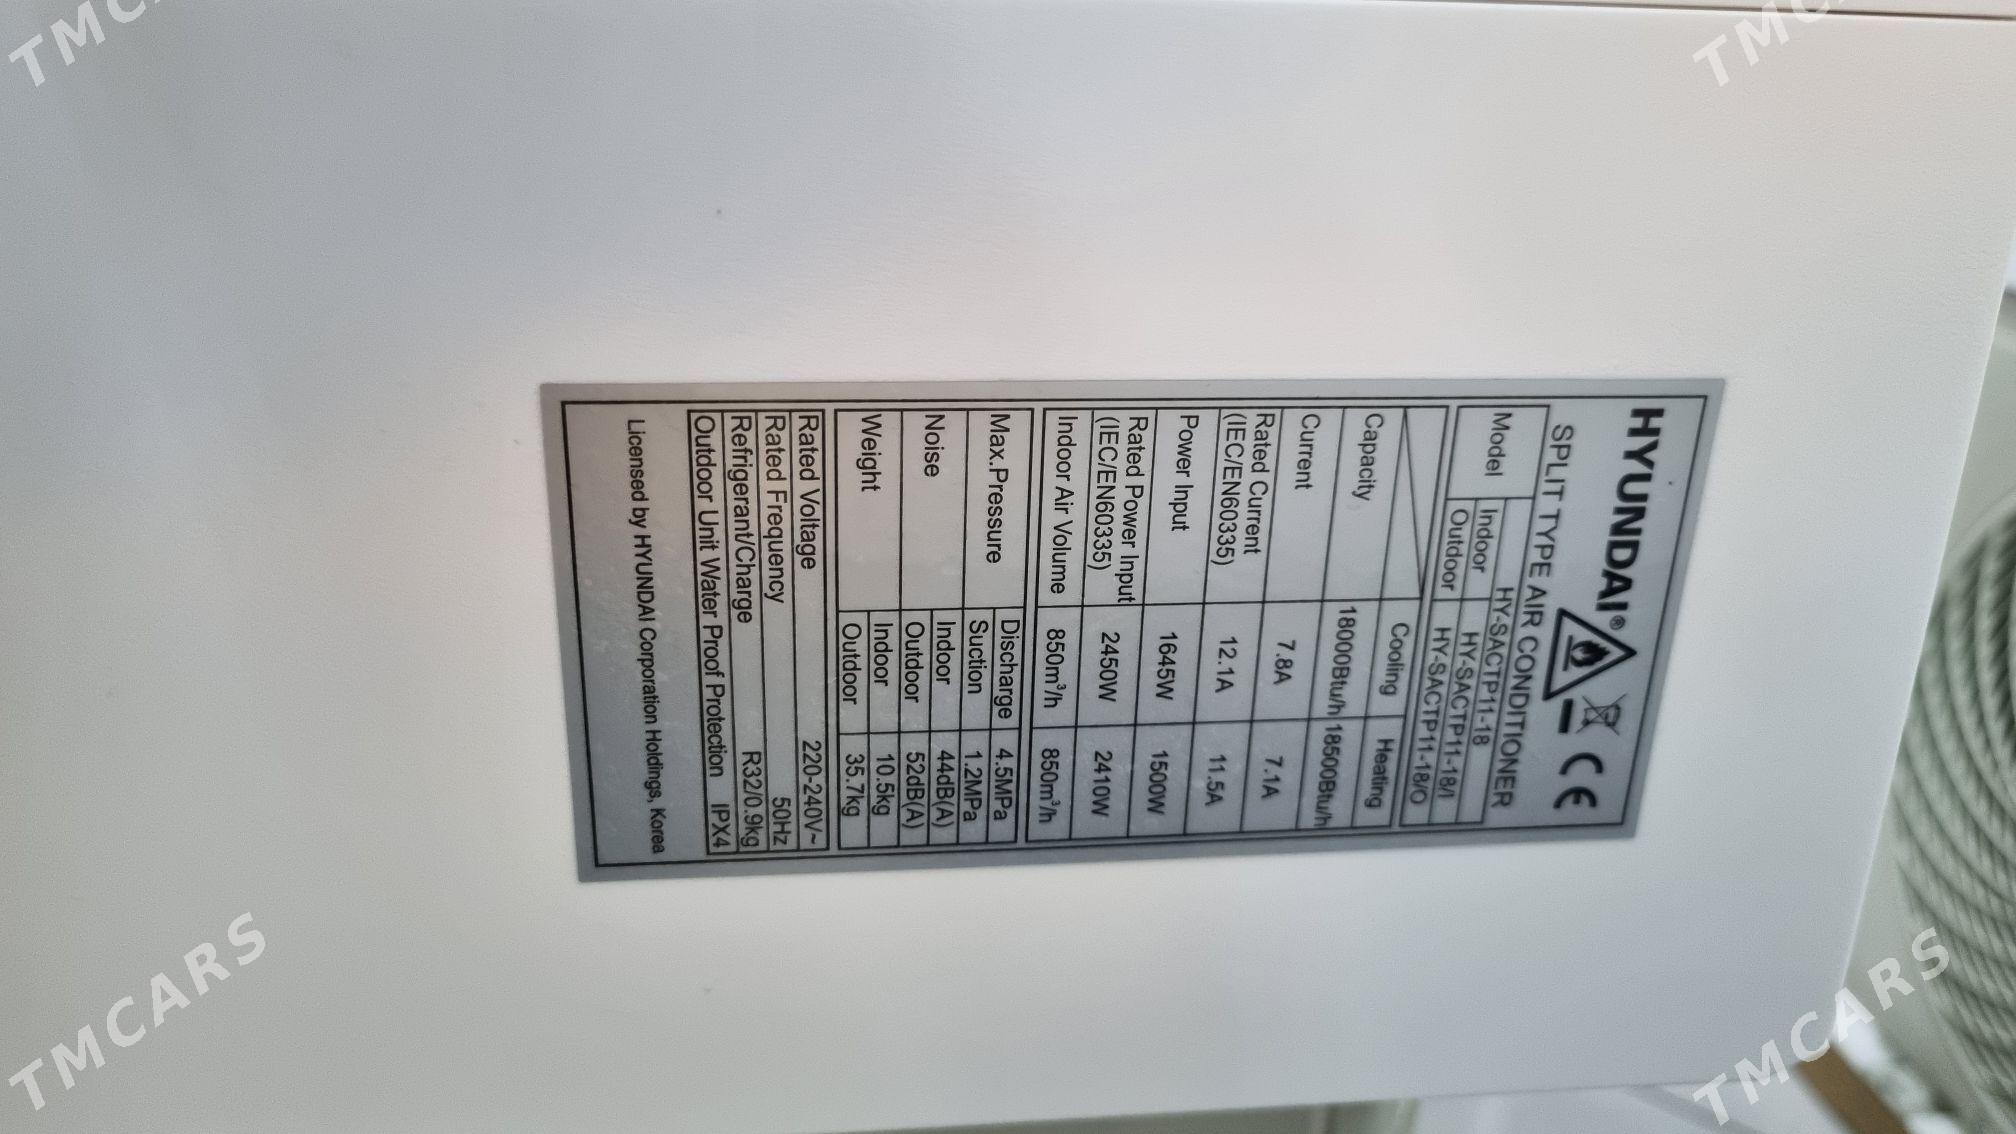 HYUNDAI®
CE
SPLIT TYPE AIR CONDITIONER
Model HY-SACTP11-18
Indoor HY-SACTP11-18/I
Outdoor HY-SACTP11-18/O
Cooling Heating
Capacity 18000Btu/h 18500Btu/h
Current 7.8A 7.1A
Rated Current
(IEC/EN60335) 12.1A 11.5A
Power Input 1645W 1500W
Rated Power Input
(IEC/EN60335) 2450W 2410W
Indoor Air Volume 850m³/h 850m³/h
Max.Pressure Discharge 4.5MPa
Suction 1.2MPa
Noise Indoor 44dB(A)
Outdoor 52dB(A)
Weight Indoor 10.5kg
Outdoor 35.7kg
Rated Voltage 220-240V~
Rated Frequency 50Hz
Refrigerant/Charge R32/0.9kg
Outdoor Unit Water Proof Protection IPX4
Licensed by HYUNDAI Corporation Holdings, Korea
TMCARS
TMCARS